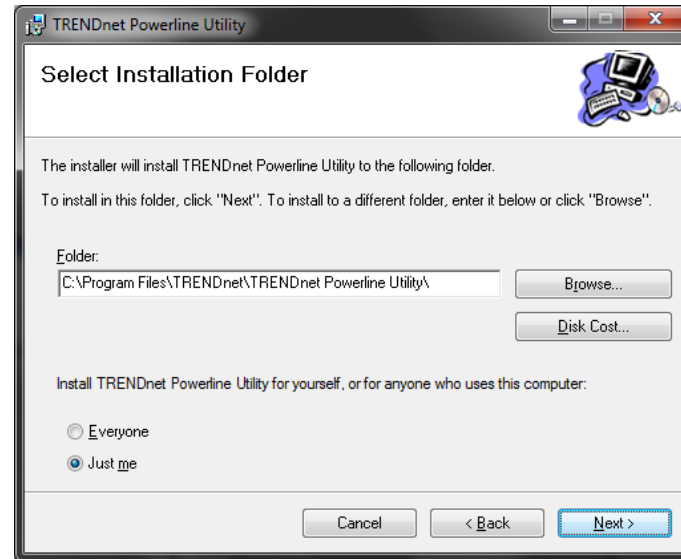 TRENDnet Powerline Utility
Select Installation Folder
The installer will install TRENDnet Powerline Utility to the following folder.
To install in this folder, click "Next". To install to a different folder, enter it below or click "Browse".
Folder:
C:\Program Files\TRENDnet\TRENDnet Powerline Utility\
Browse...
Disk Cost...
Install TRENDnet Powerline Utility for yourself, or for anyone who uses this computer:
Everyone
Just me
Cancel
< Back
Next >